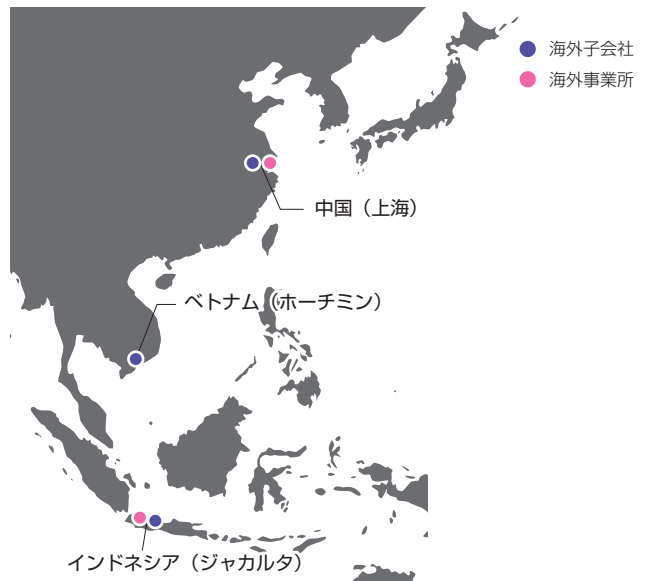 海外子会社
海外事業所
中国（上海）
ベトナム（ホーチミン）
インドネシア（ジャカルタ）